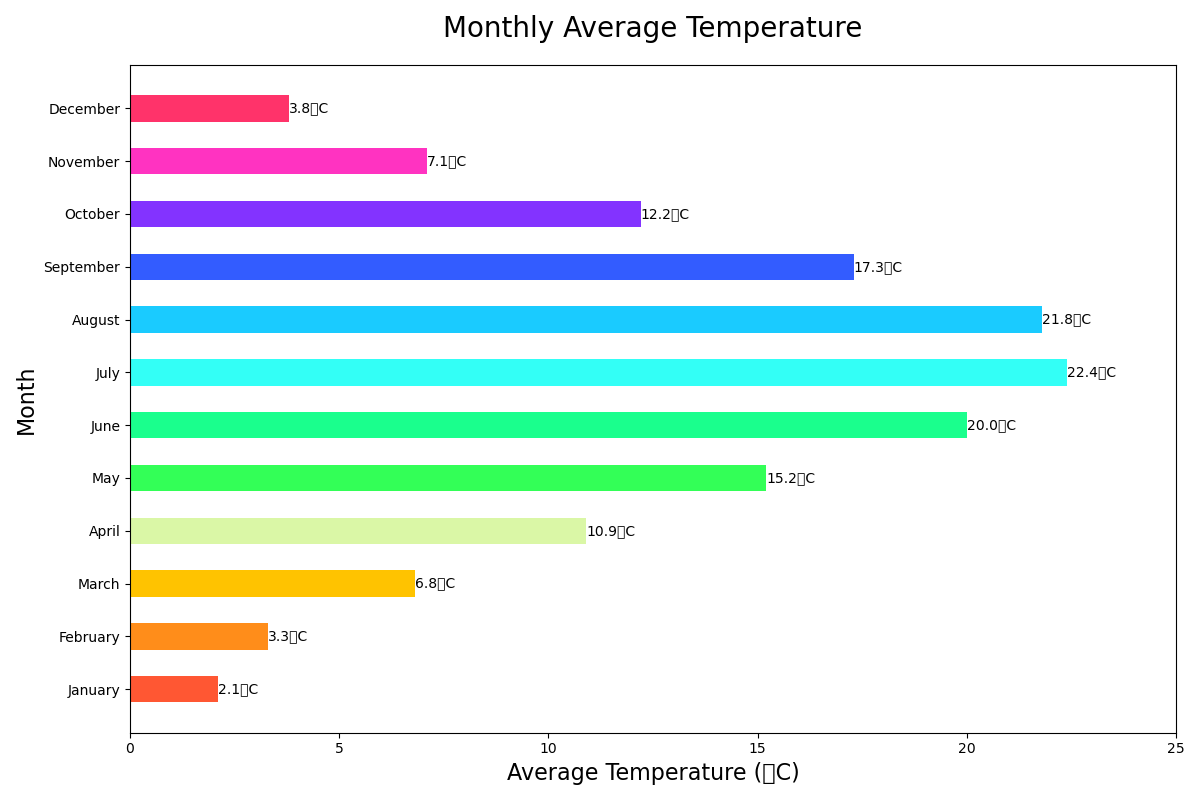 Monthly Average Temperature
December
3.8▯C
November
7.1▯C
October
12.2▯C
September
17.3▯C
August
21.8▯C
July
22.4▯C
June
20.0▯C
May
15.2▯C
April
10.9▯C
March
6.8▯C
February
3.3▯C
January
2.1▯C
Month
0 5 10 15 20 25
Average Temperature (▯C)